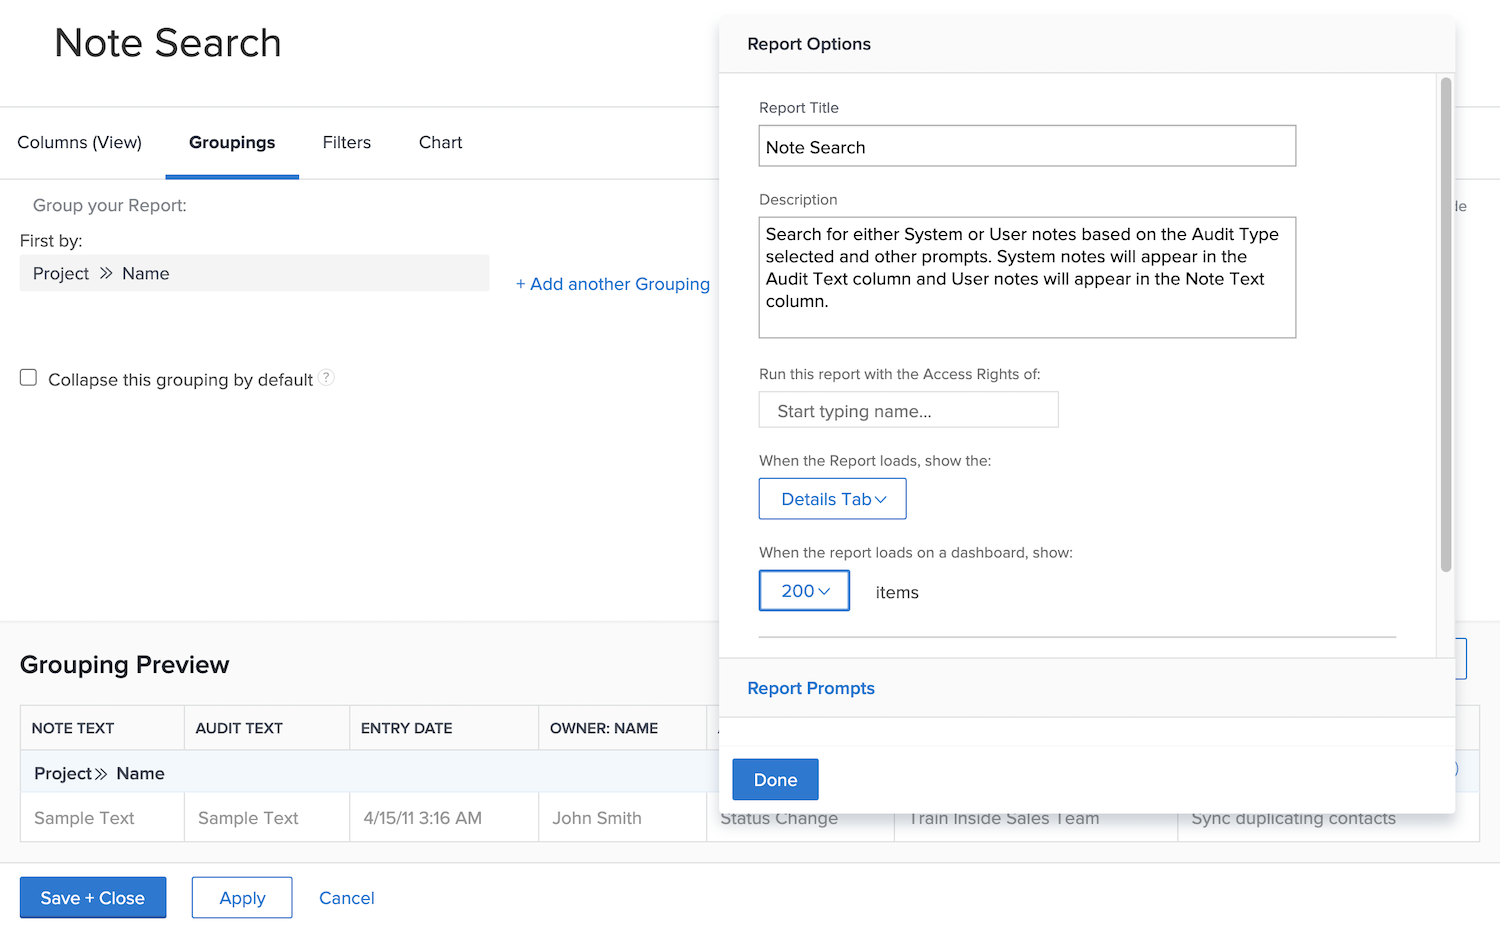 Note Search
Columns (View)
Groupings
Filters
Chart
Group your Report:
First by:
Project » Name
+ Add another Grouping
Collapse this grouping by default ?
Report Options
Report Title
Note Search
Description
Search for either System or User notes based on the Audit Type
selected and other prompts. System notes will appear in the
Audit Text column and User notes will appear in the Note Text
column.
Run this report with the Access Rights of:
Start typing name...
When the Report loads, show the:
Details Tab
When the report loads on a dashboard, show:
200 items
Report Prompts
Done
Grouping Preview
NOTE TEXT AUDIT TEXT ENTRY DATE OWNER: NAME
Project » Name
Sample Text Sample Text 4/15/11 3:16 AM John Smith Status Change Train Inside Sales Team Sync duplicating contacts
Save + Close
Apply
Cancel